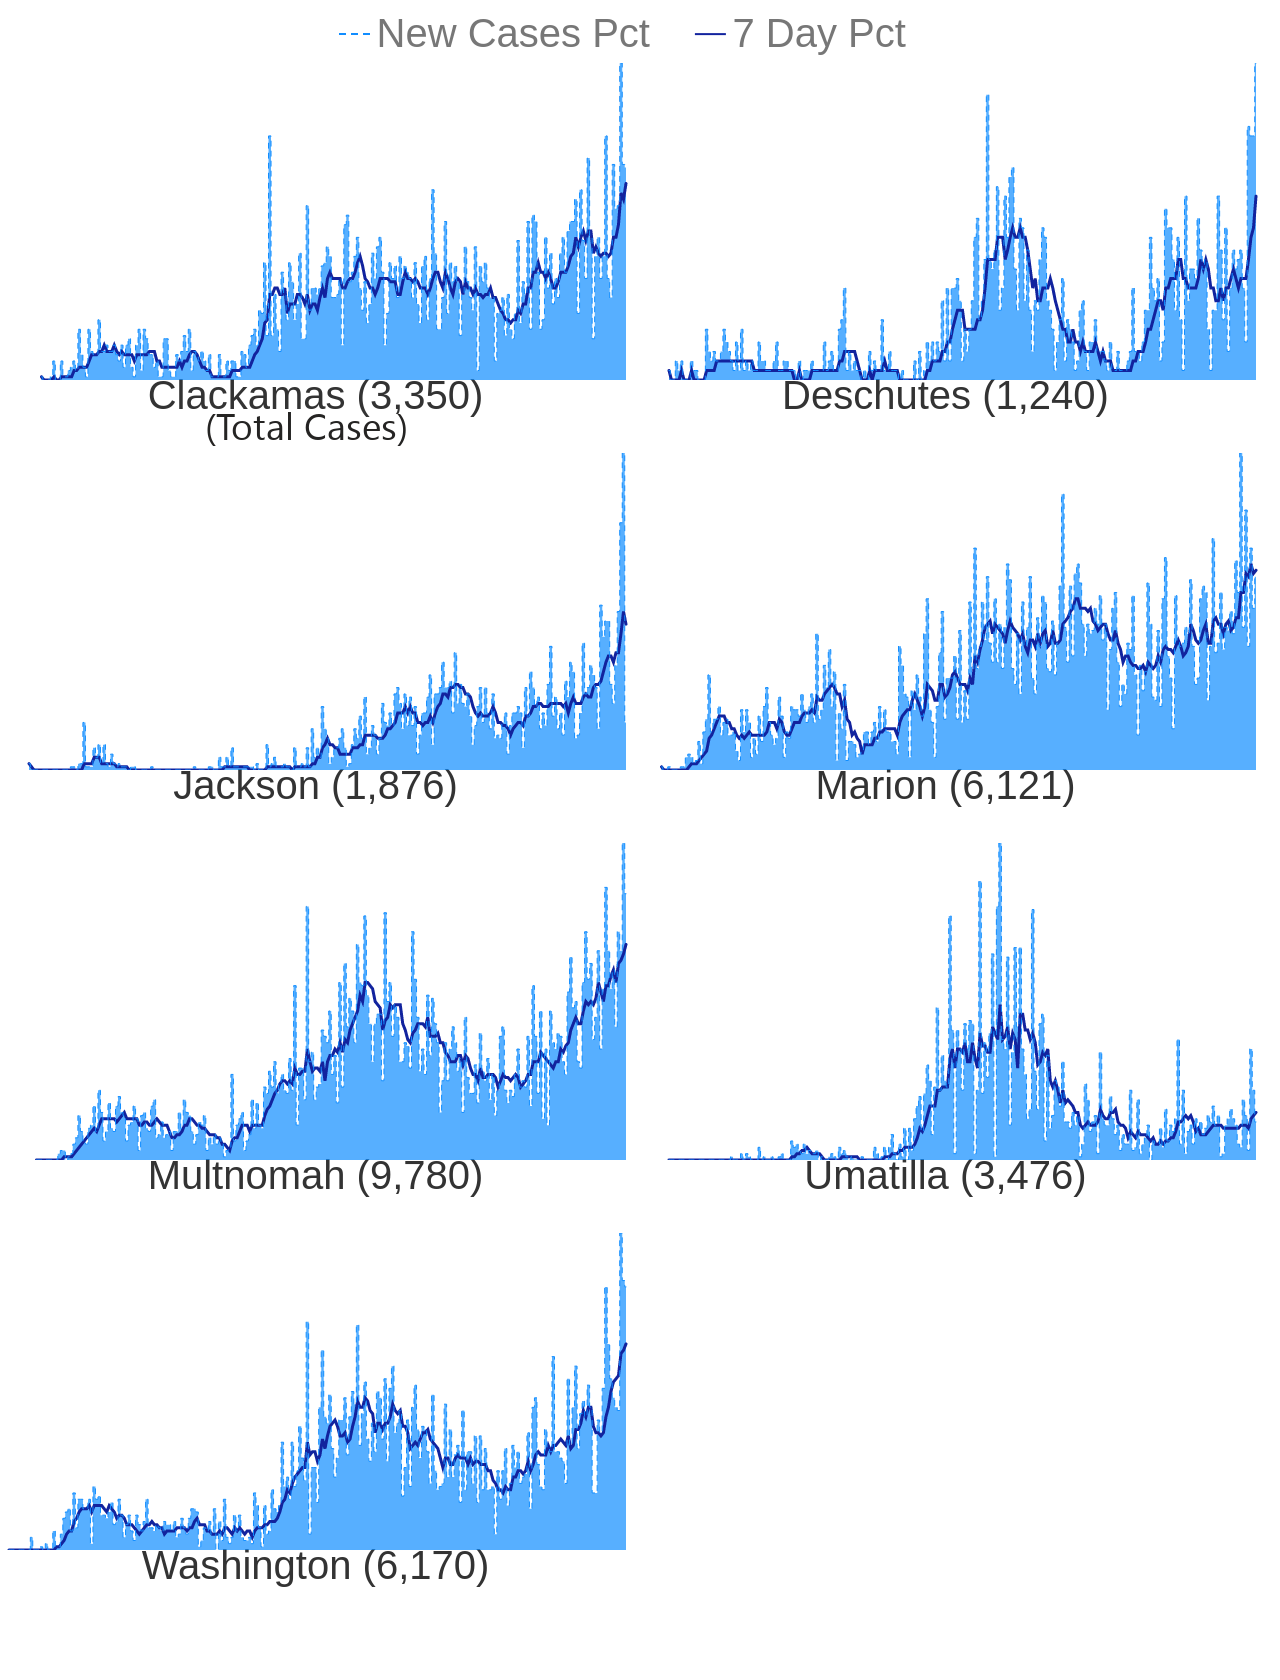 New Cases Pct 7 Day Pct
Clackamas (3,350) Deschutes (1,240)
(Total Cases)
Jackson (1,876) Marion (6,121)
Multnomah (9,780) Umatilla (3,476)
Washington (6,170)